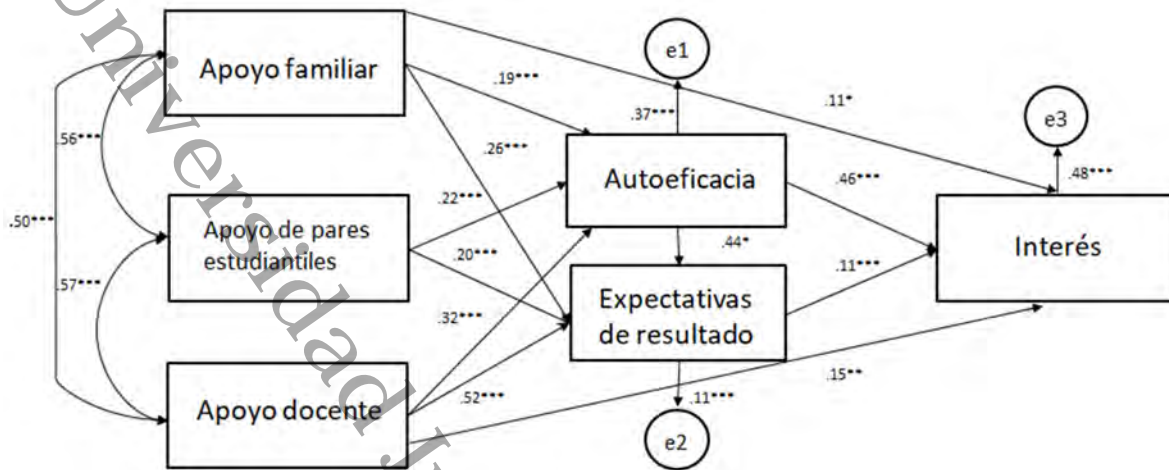 Apoyo familiar
e1
.19***
.11*
.37***
e3
.56***
.26***
Autoeficacia
.46***
.48***
.22***
.50***
Apoyo de pares
estudiantiles
.20***
.44*
.11***
Interés
.57***
.32***
Expectativas
de resultado
Apoyo docente
.52***
.15**
.11***
e2
Universidad